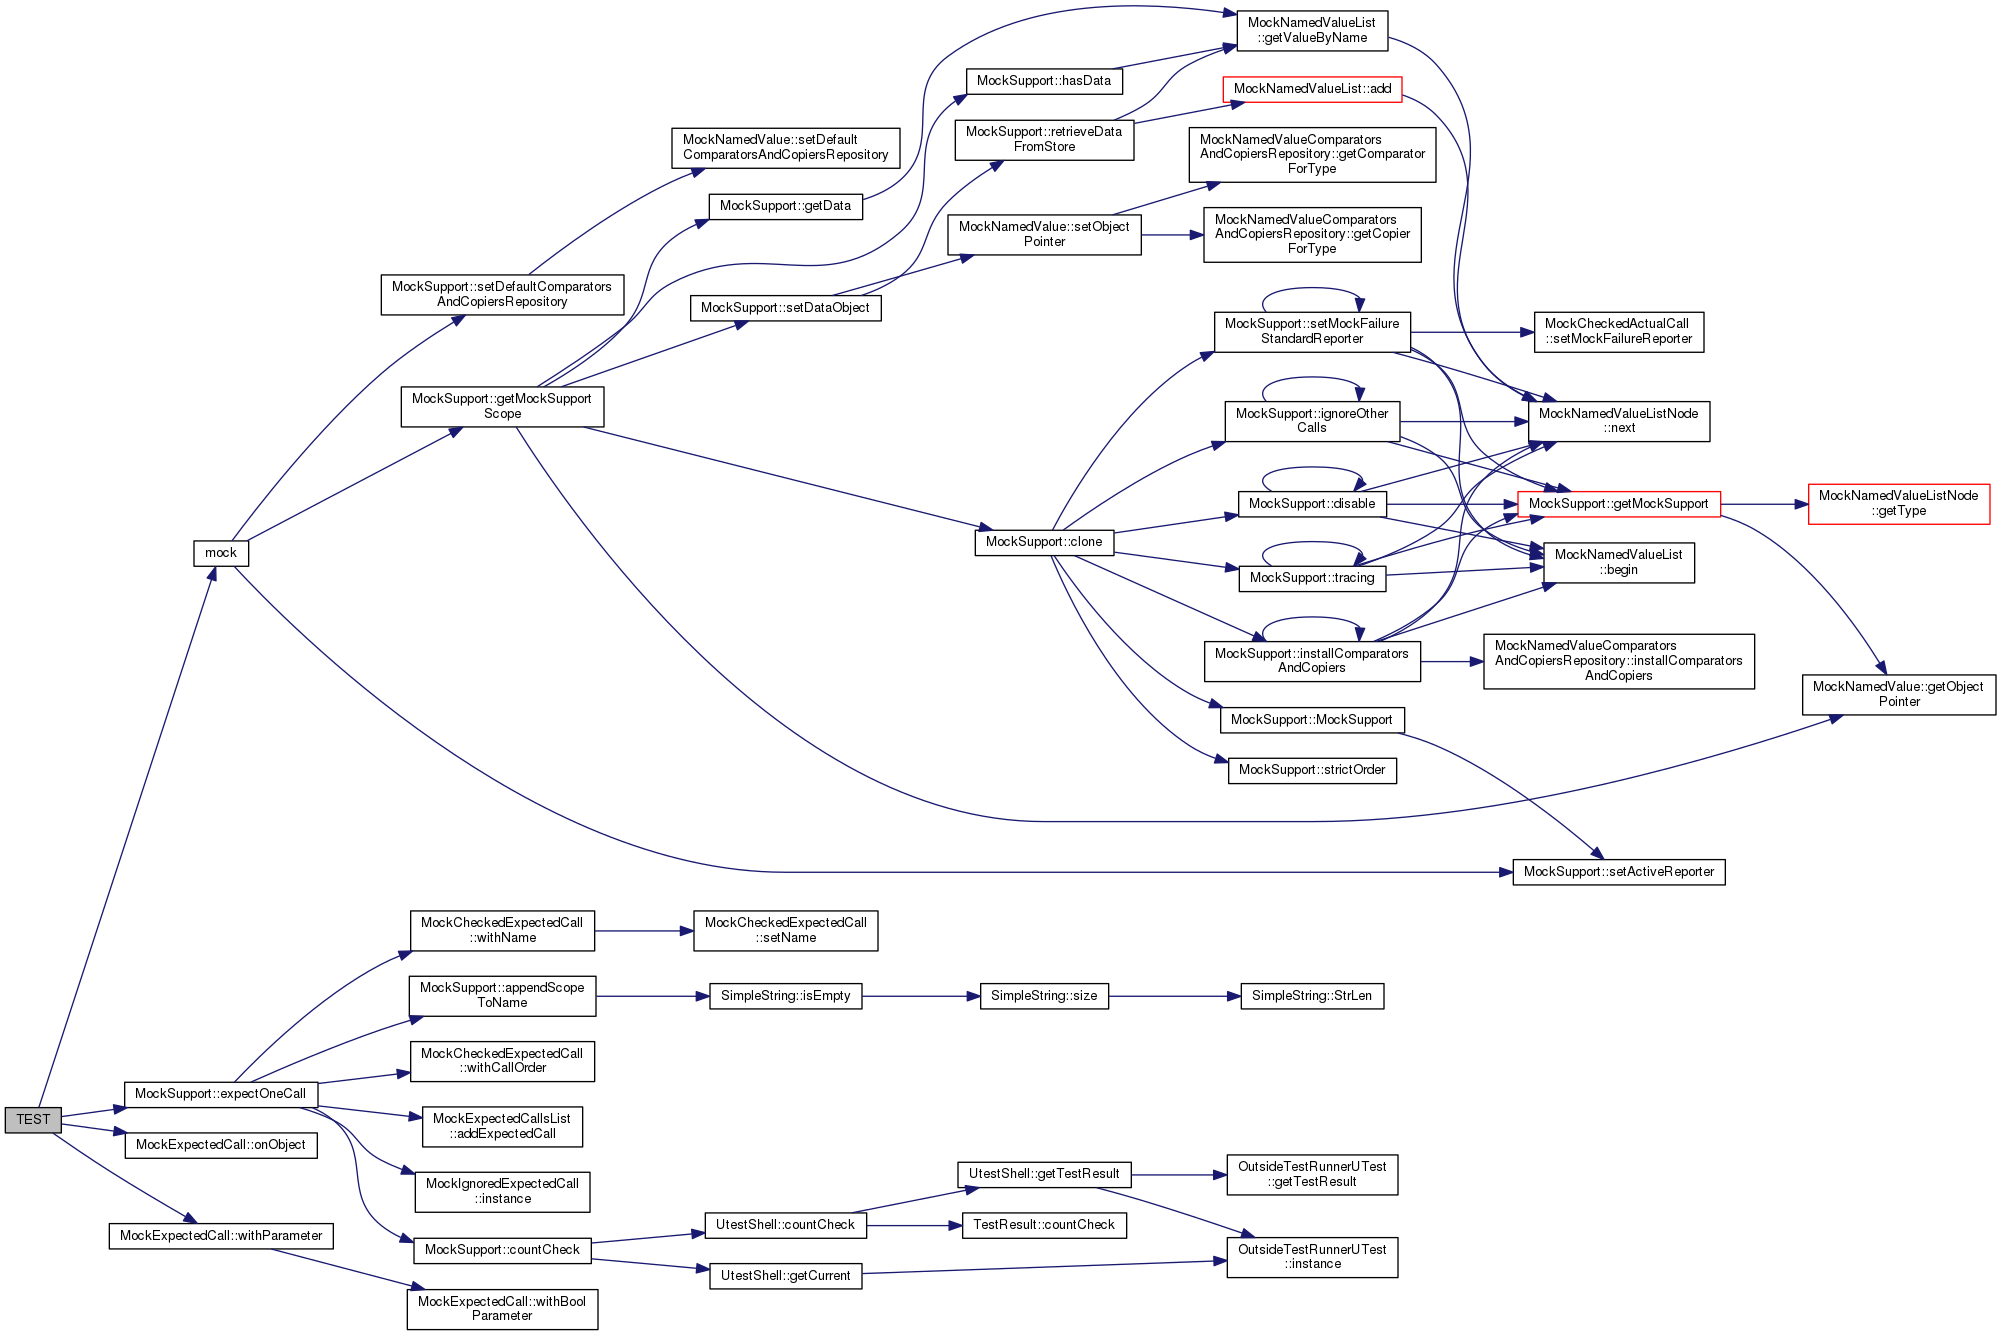 MockNamedValueList
::getValueByName
MockSupport::hasData
MockNamedValueList::add
MockNamedValue::setDefault
ComparatorsAndCopiersRepository
MockSupport::retrieveData
FromStore
MockNamedValueComparators
AndCopiersRepository::getComparator
ForType
MockSupport::getData
MockNamedValue::setObject
Pointer
MockNamedValueComparators
AndCopiersRepository::getCopier
ForType
MockSupport::setDefaultComparators
AndCopiersRepository
MockSupport::setDataObject
MockSupport::setMockFailure
StandardReporter
MockCheckedActualCall
::setMockFailureReporter
MockSupport::getMockSupport
Scope
MockSupport::ignoreOther
Calls
MockNamedValueListNode
::next
MockSupport::disable
MockSupport::getMockSupport
MockNamedValueListNode
::getType
mock
MockSupport::clone
MockSupport::tracing
MockNamedValueList
::begin
MockSupport::installComparators
AndCopiers
MockNamedValueComparators
AndCopiersRepository::installComparators
AndCopiers
MockNamedValue::getObject
Pointer
MockSupport::MockSupport
MockSupport::strictOrder
MockSupport::setActiveReporter
MockCheckedExpectedCall
::withName
MockCheckedExpectedCall
::setName
MockSupport::appendScope
ToName
SimpleString::isEmpty
SimpleString::size
SimpleString::StrLen
MockCheckedExpectedCall
::withCallOrder
MockSupport::expectOneCall
TEST
MockExpectedCallsList
::addExpectedCall
MockExpectedCall::onObject
MockIgnoredExpectedCall
::instance
UtestShell::getTestResult
OutsideTestRunnerUTest
::getTestResult
MockExpectedCall::withParameter
MockSupport::countCheck
UtestShell::countCheck
TestResult::countCheck
UtestShell::getCurrent
OutsideTestRunnerUTest
::instance
MockExpectedCall::withBool
Parameter